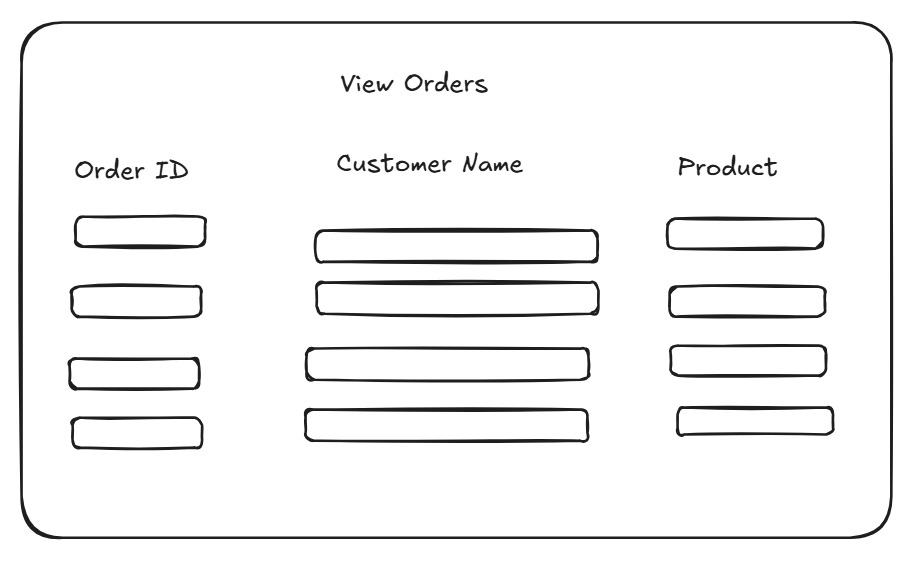 View Orders
Order ID
Customer Name
Product